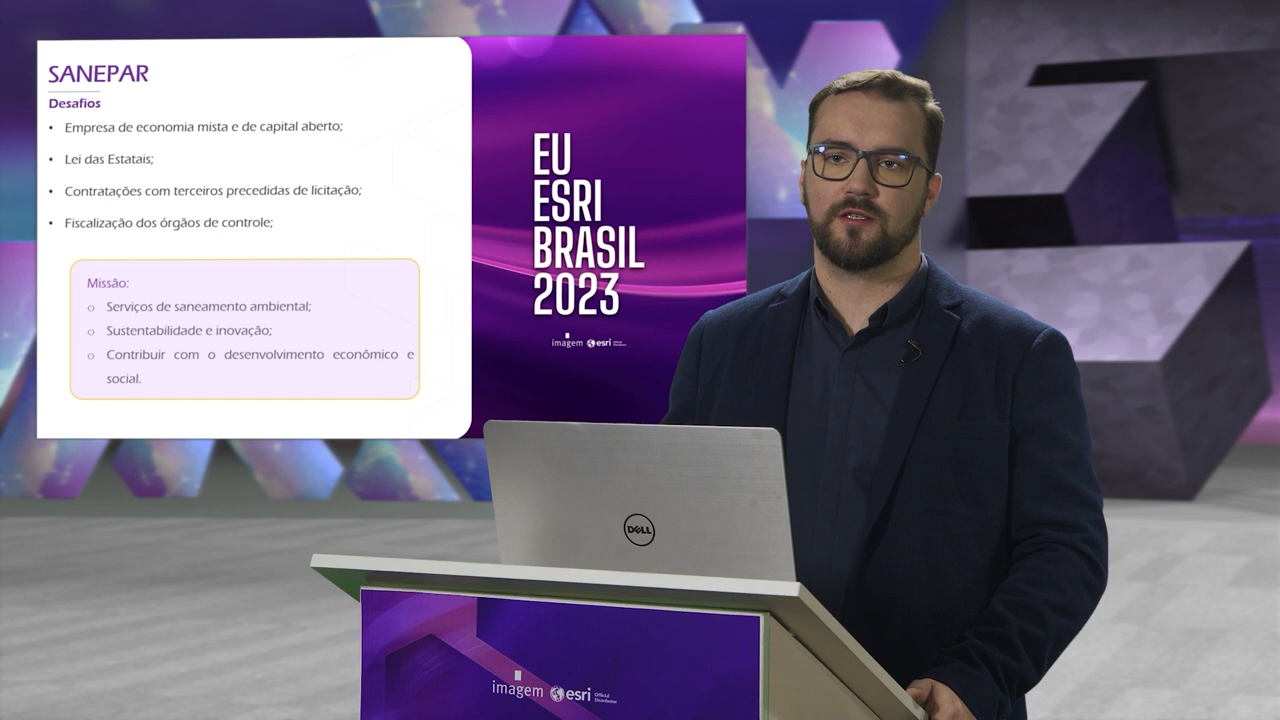 SANEPAR
Desafios
• Empresa de economia mista e de capital aberto;
• Lei das Estatais;
• Contratações com terceiros precedidas de licitação;
• Fiscalização dos órgãos de controle;
Missão:
o Serviços de saneamento ambiental;
o Sustentabilidade e inovação;
o Contribuir com o desenvolvimento econômico e
social.
EU
ESRI
BRASIL
2023
imagem esri Official
Distributor
DELL
imagem esri Official
Distributor